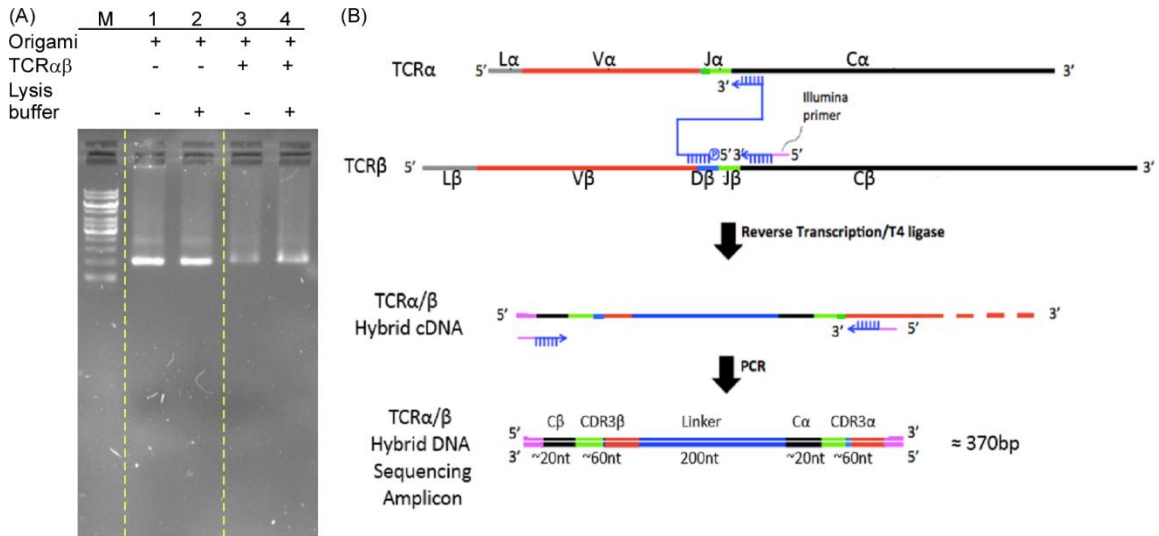 (A)
M 1 2 3 4
Origami + + + +
TCRαβ - - + +
Lysis
buffer - + - +
(B)
Lα Vα Jα Cα
TCRα 5’ 3’
3’
Illumina
primer
5’ 3’ 5’
TCRβ 5’ 3’
Lβ Vβ Dβ Jβ Cβ
Reverse Transcription/T4 ligase
TCRα/β
Hybrid cDNA
5’ 3’
3’ 5’
PCR
TCRα/β
Hybrid DNA
Sequencing
Amplicon
Cβ CDR3β Linker Cα CDR3α
5’ 3’
3’ 5’
~20nt ~60nt 200nt ~20nt ~60nt
≈ 370bp